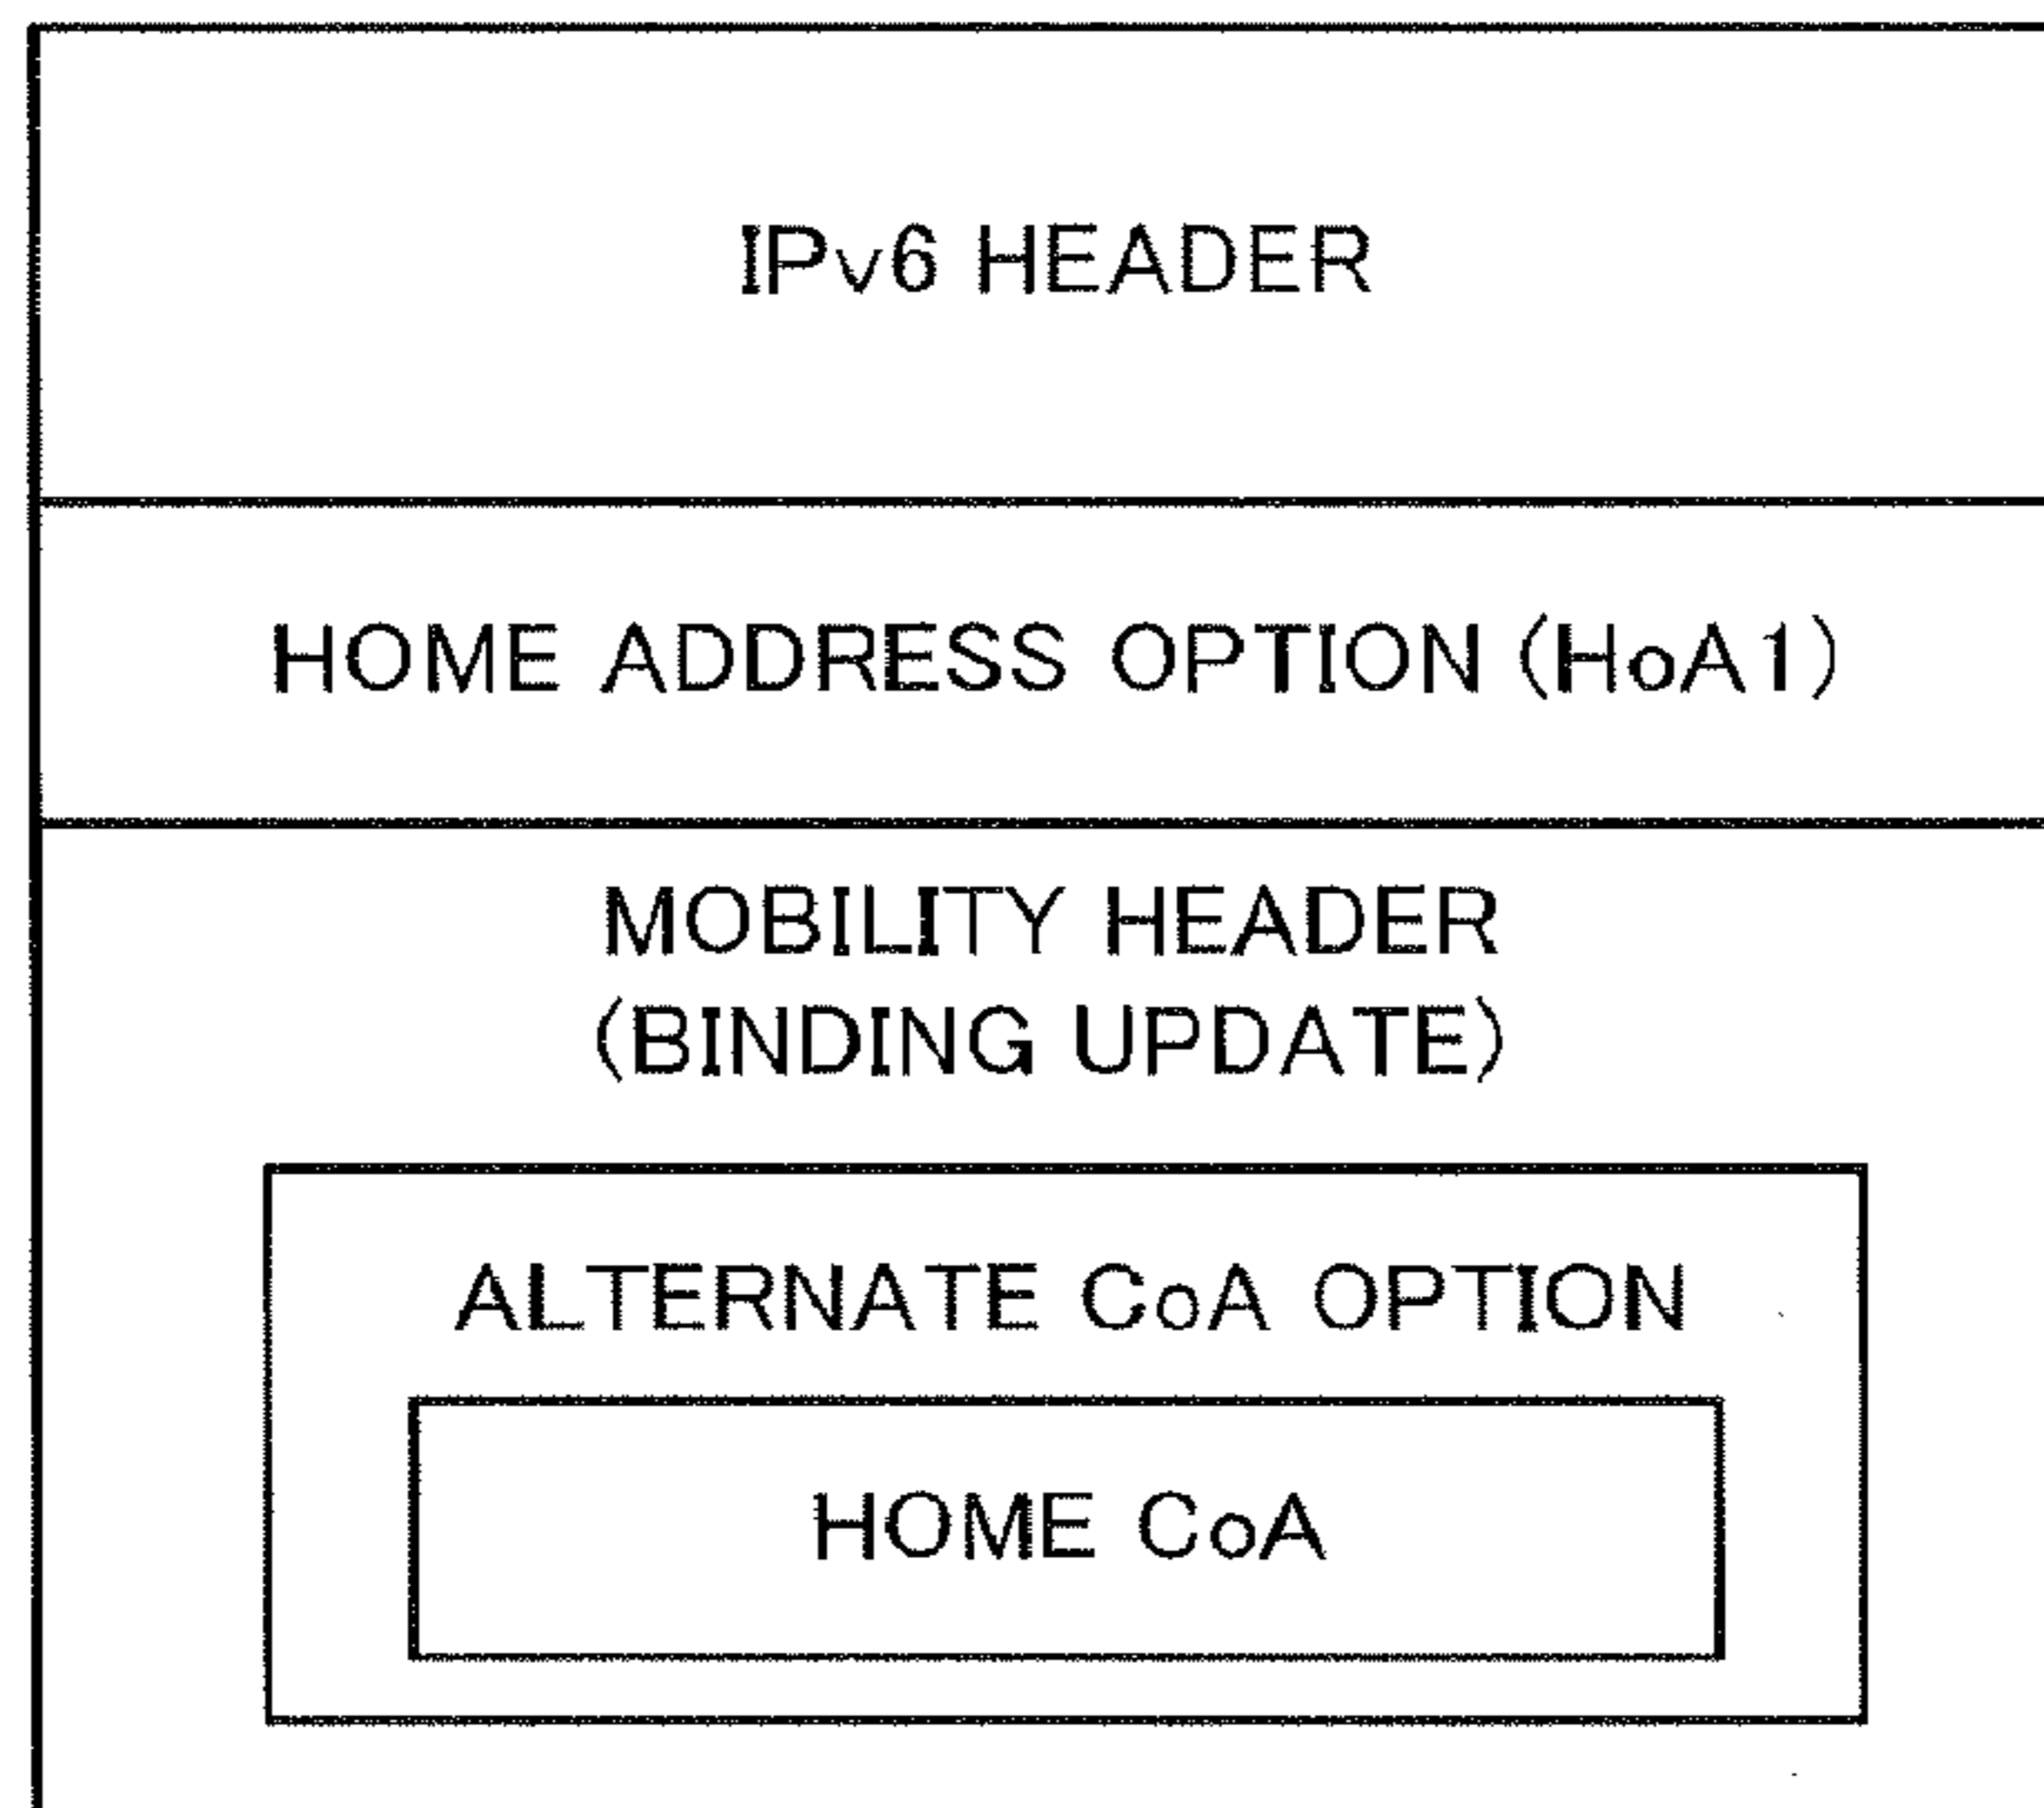 IPv6 HEADER
HOME ADDRESS OPTION (HoA1)
MOBILITY HEADER
(BINDING UPDATE)
ALTERNATE CoA OPTION
HOME CoA